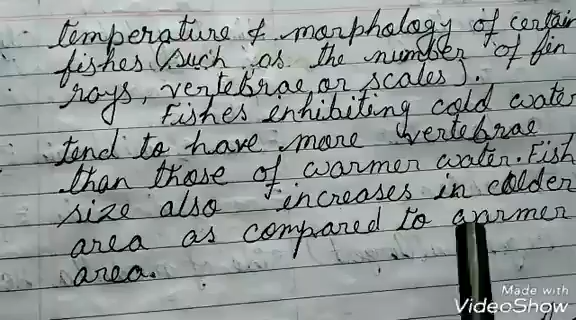 temperature & morphology of certain
fishes (such as the number of fin
rays, vertebrae, or scales).
Fishes enhibiting cold water
tend to have more vertebrae
than those of warmer water. Fish
size also increases in colder
area as compared to warmer
area.
Made with
VideoShow